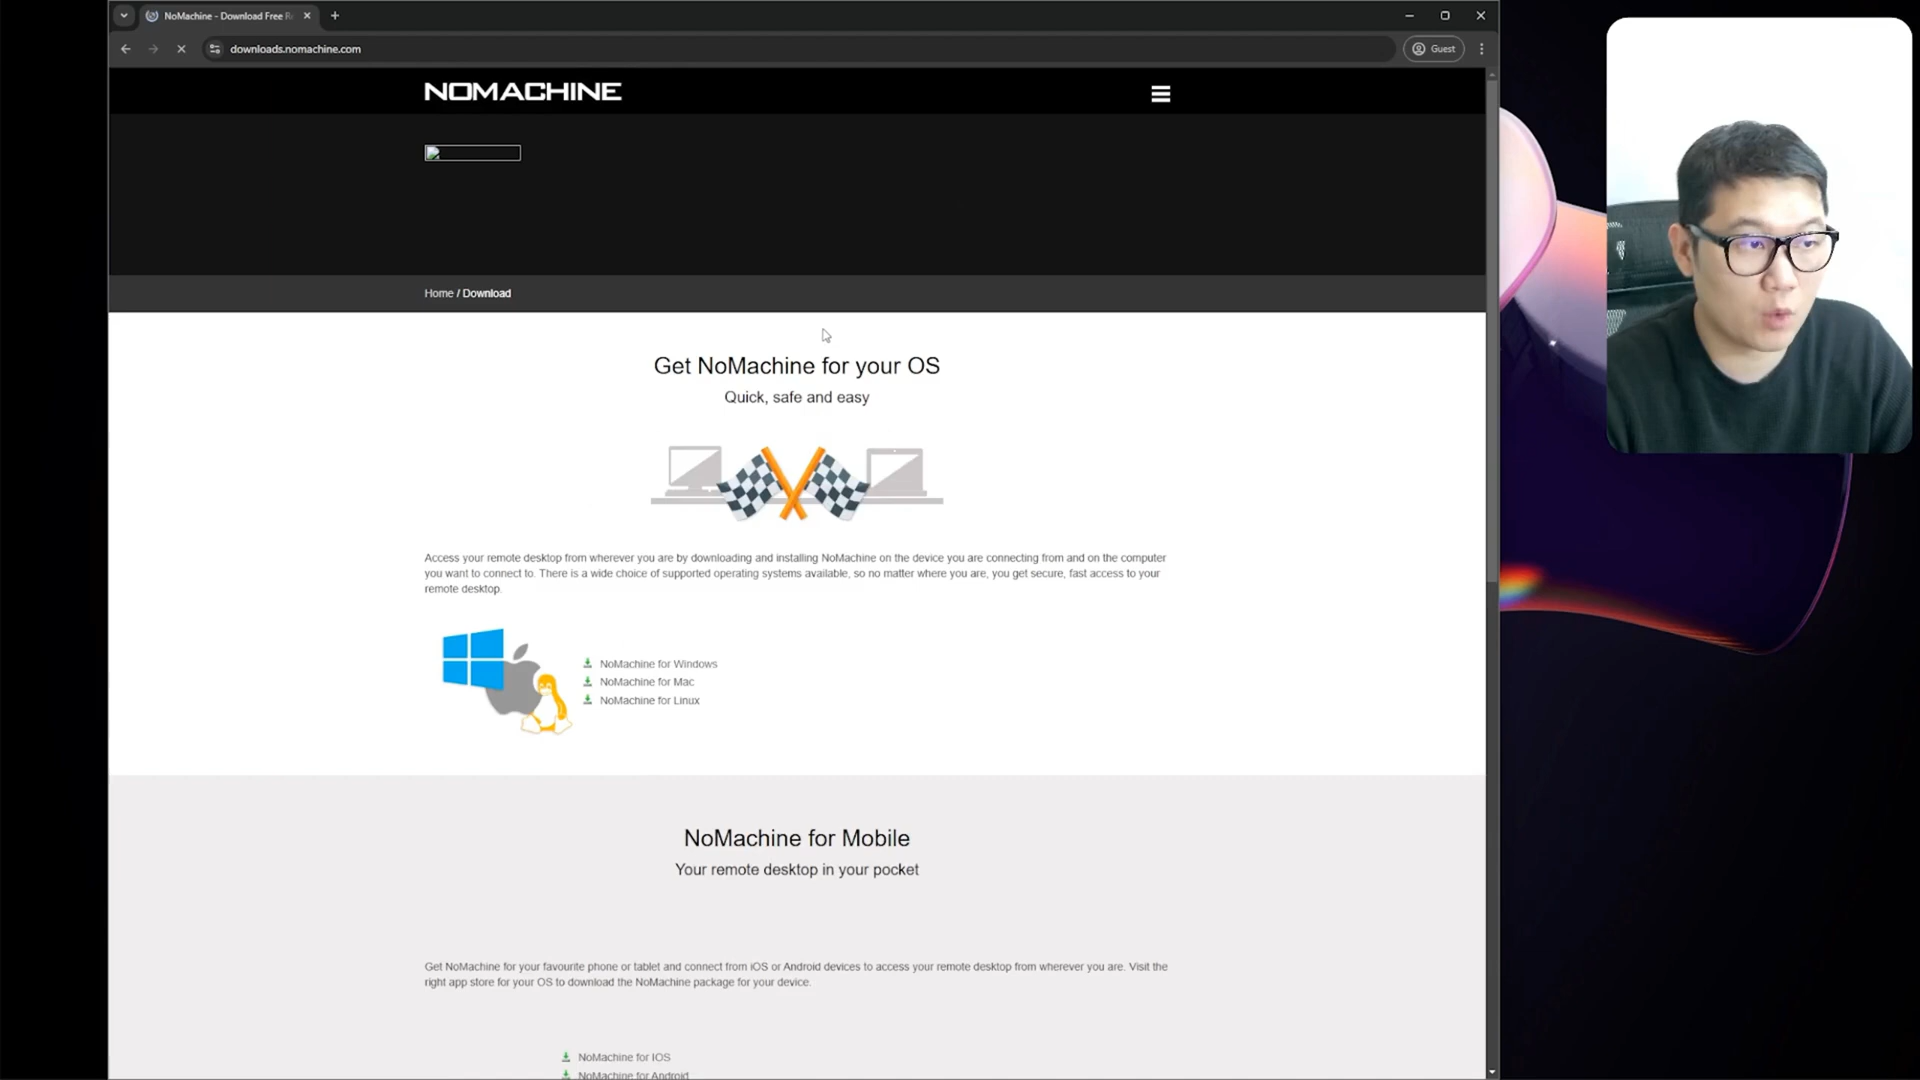 NoMachine - Download Free R
downloads.nomachine.com
Guest
NOMACHINE
Home / Download
Get NoMachine for your OS
Quick, safe and easy
Access your remote desktop from wherever you are by downloading and installing NoMachine on the device you are connecting from and on the computer
you want to connect to. There is a wide choice of supported operating systems available, so no matter where you are, you get secure, fast access to your
remote desktop.
NoMachine for Windows
NoMachine for Mac
NoMachine for Linux
NoMachine for Mobile
Your remote desktop in your pocket
Get NoMachine for your favourite phone or tablet and connect from iOS or Android devices to access your remote desktop from wherever you are. Visit the
right app store for your OS to download the NoMachine package for your device.
NoMachine for IOS
NoMachine for Android